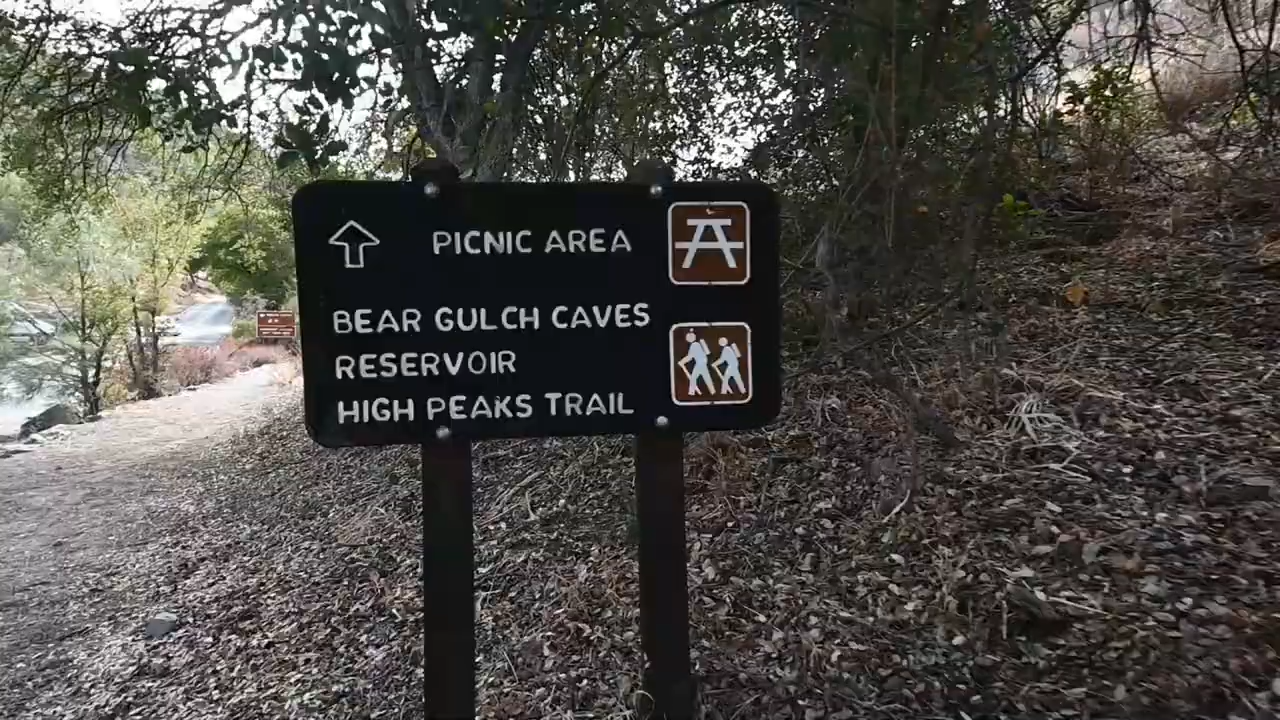 PICNIC AREA
BEAR GULCH CAVES
RESERVOIR
HIGH PEAKS TRAIL